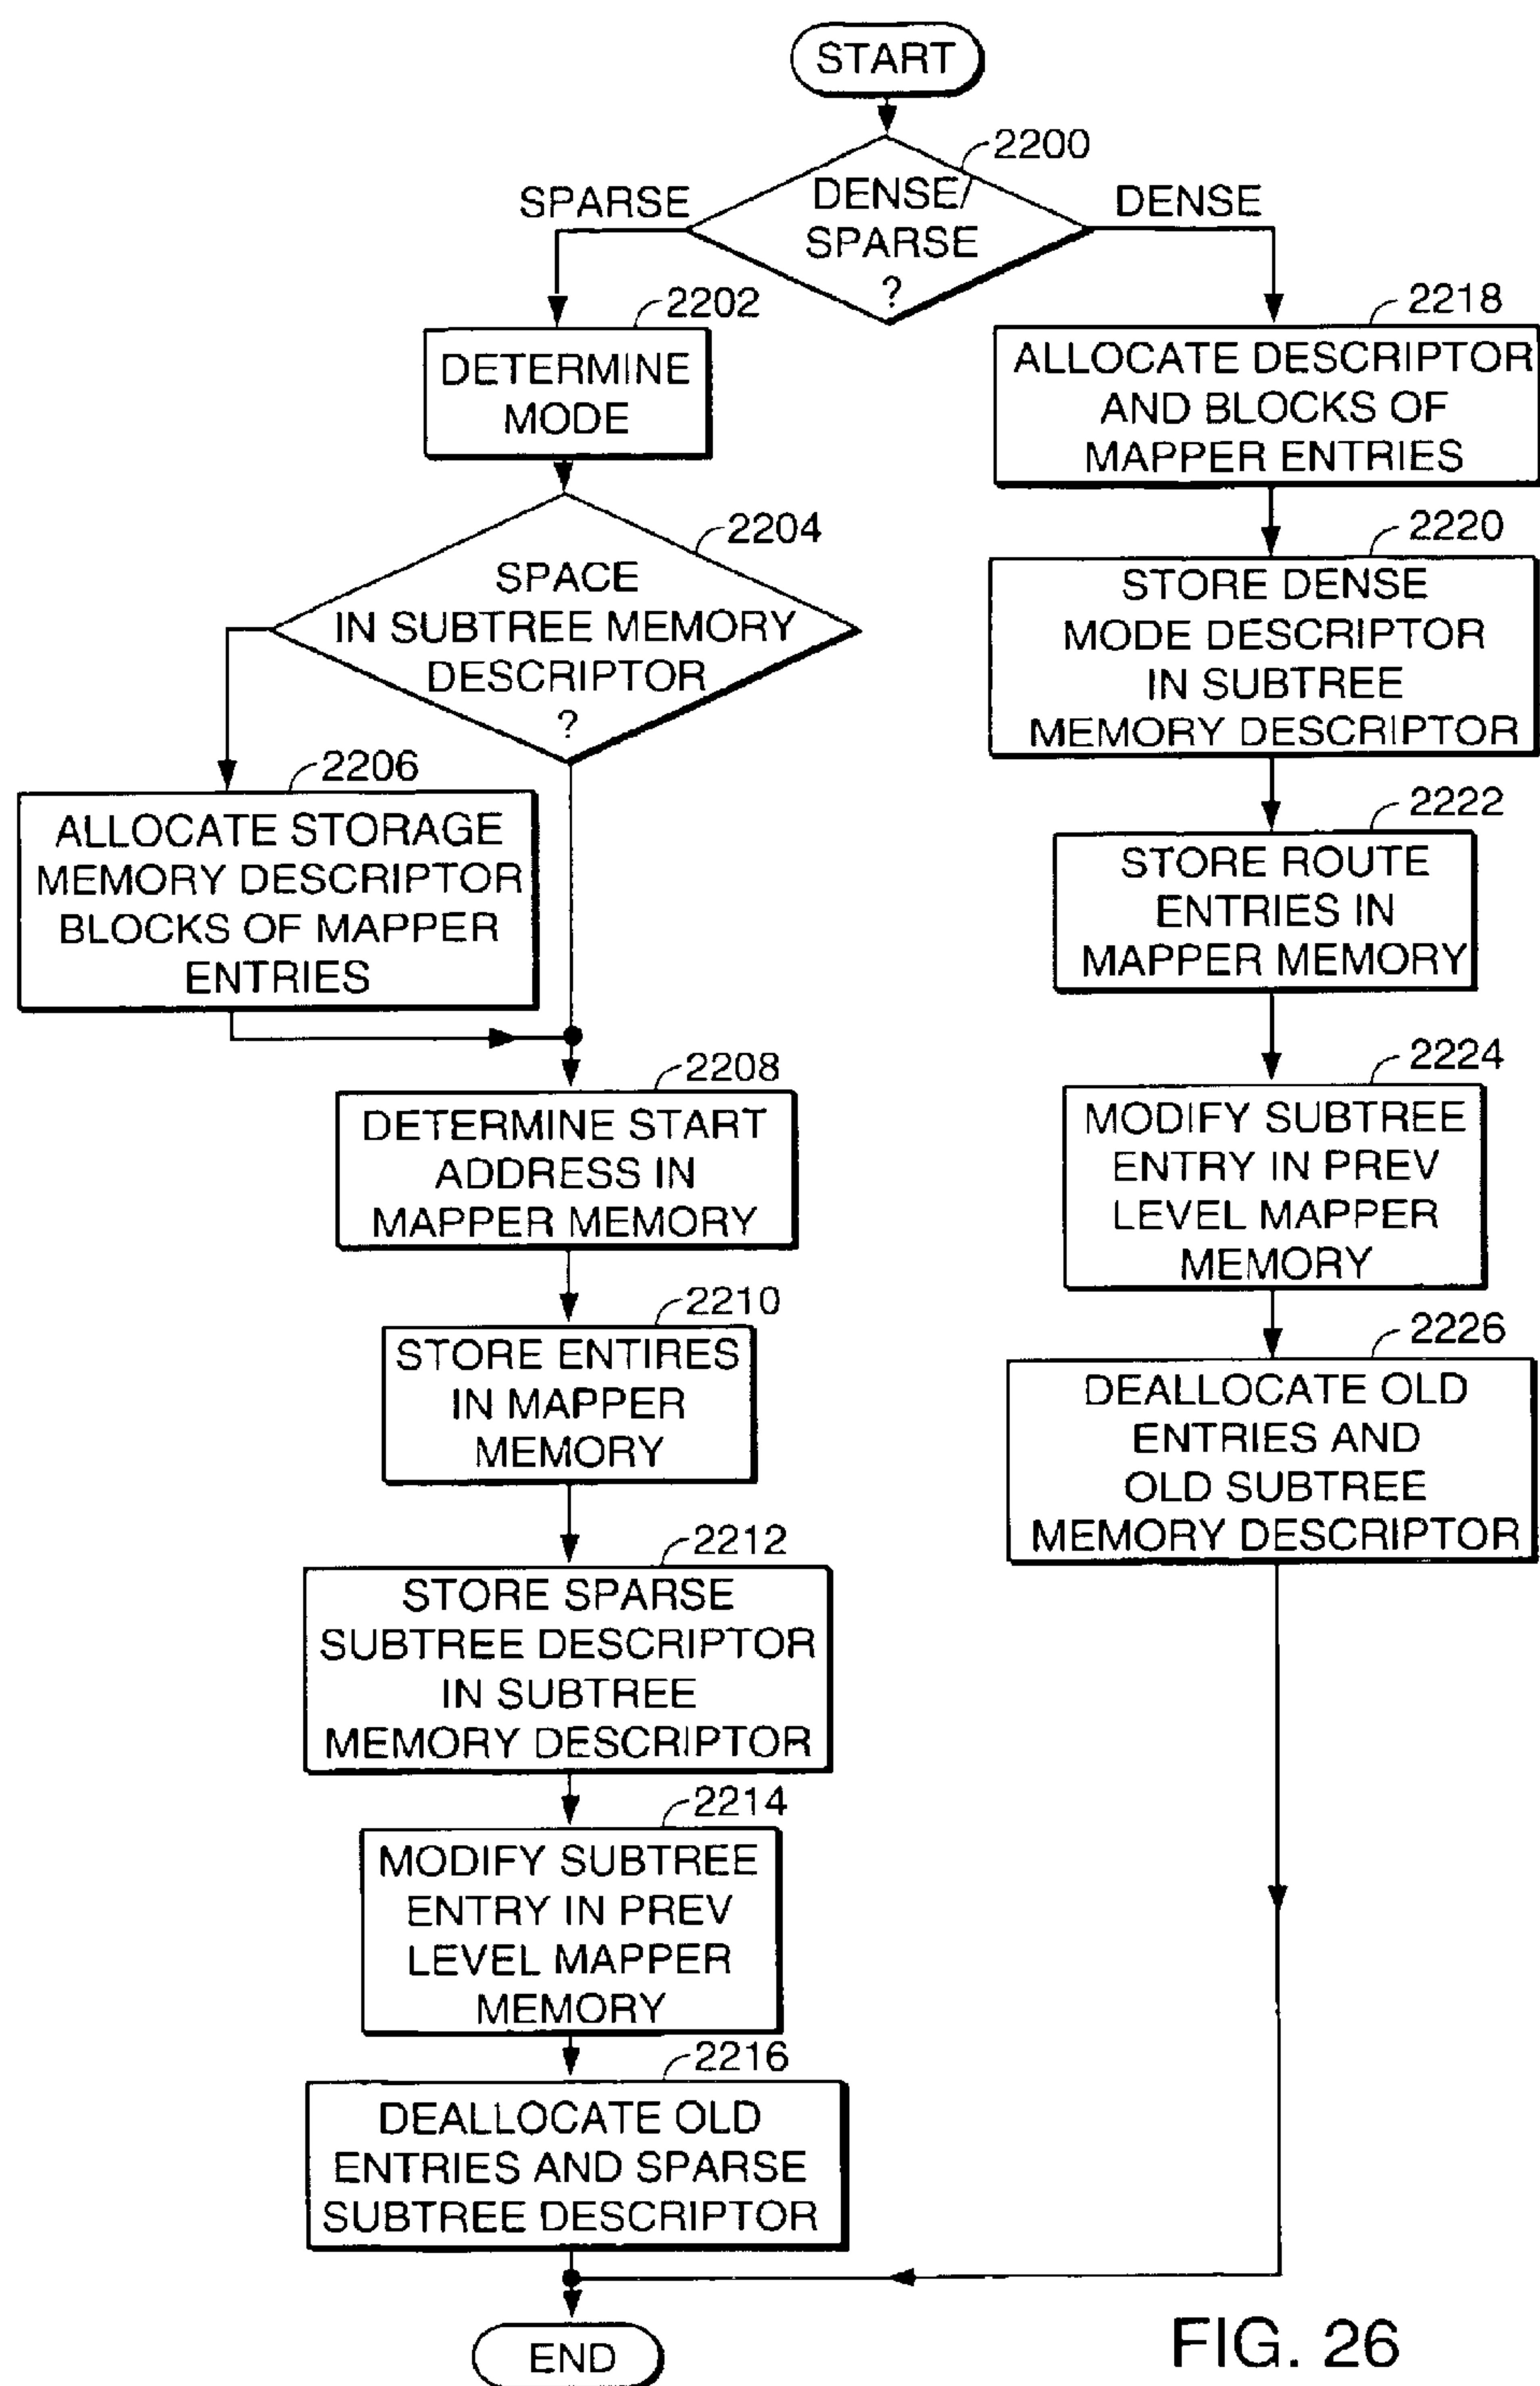 START
2200
DENSE/
SPARSE
?
SPARSE
DENSE
2202
DETERMINE
MODE
2204
SPACE
IN SUBTREE MEMORY
DESCRIPTOR
?
2206
ALLOCATE STORAGE
MEMORY DESCRIPTOR
BLOCKS OF MAPPER
ENTRIES
2208
DETERMINE START
ADDRESS IN
MAPPER MEMORY
2210
STORE ENTIRES
IN MAPPER
MEMORY
2212
STORE SPARSE
SUBTREE DESCRIPTOR
IN SUBTREE
MEMORY DESCRIPTOR
2214
MODIFY SUBTREE
ENTRY IN PREV
LEVEL MAPPER
MEMORY
2216
DEALLOCATE OLD
ENTRIES AND SPARSE
SUBTREE DESCRIPTOR
2218
ALLOCATE DESCRIPTOR
AND BLOCKS OF
MAPPER ENTRIES
2220
STORE DENSE
MODE DESCRIPTOR
IN SUBTREE
MEMORY DESCRIPTOR
2222
STORE ROUTE
ENTRIES IN
MAPPER MEMORY
2224
MODIFY SUBTREE
ENTRY IN PREV
LEVEL MAPPER
MEMORY
2226
DEALLOCATE OLD
ENTRIES AND
OLD SUBTREE
MEMORY DESCRIPTOR
END
FIG. 26